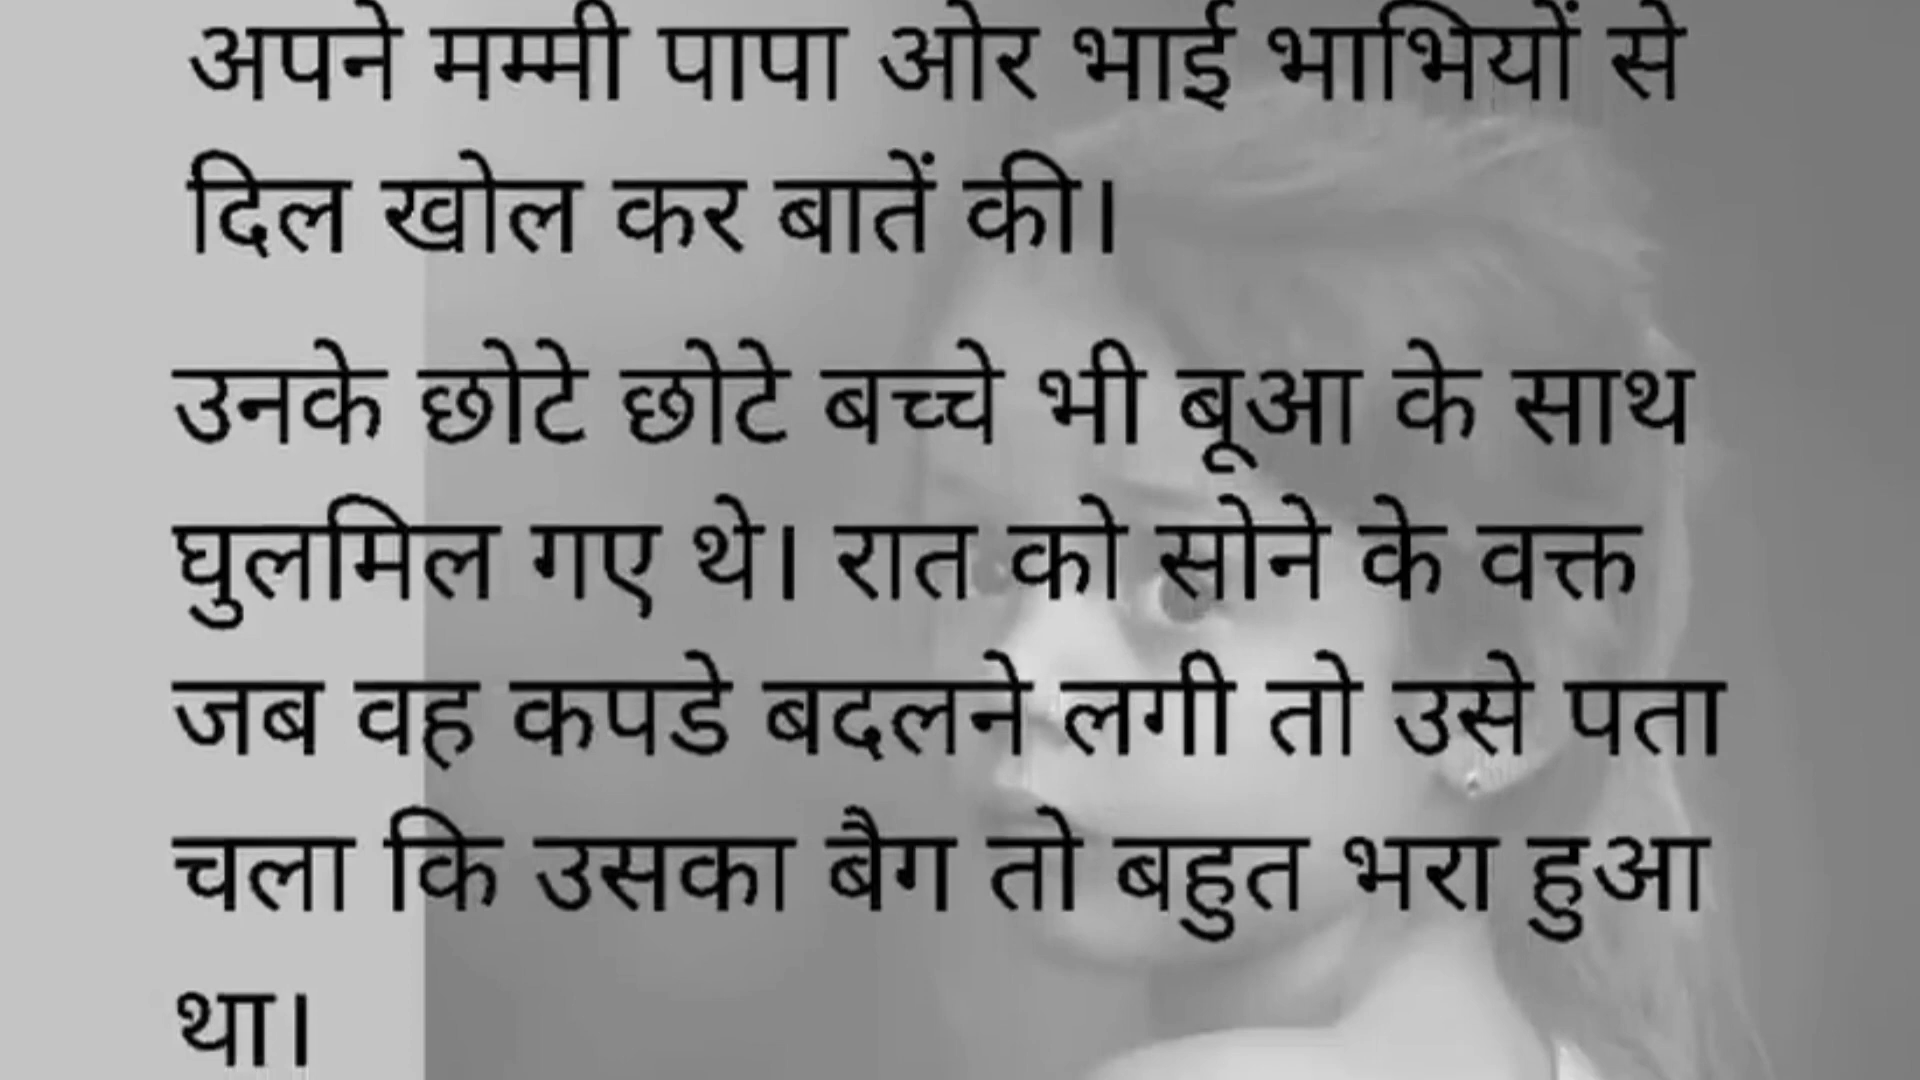 अपने मम्मी पापा ओर भाई भाभियों से
दिल खोल कर बातें की।
उनके छोटे छोटे बच्चे भी बूआ के साथ
घुलमिल गए थे। रात को सोने के वक्त
जब वह कपडे बदलने लगी तो उसे पता
चला कि उसका बैग तो बहुत भरा हुआ
था।